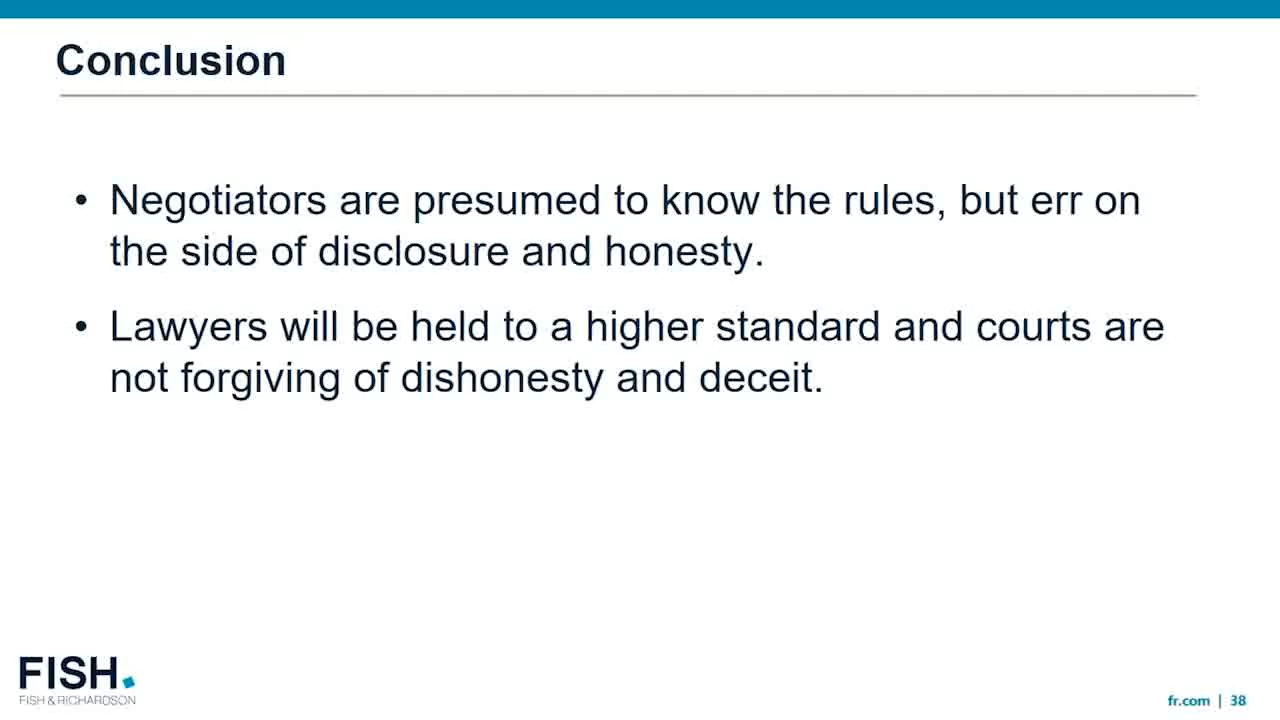 Conclusion
• Negotiators are presumed to know the rules, but err on
the side of disclosure and honesty.
• Lawyers will be held to a higher standard and courts are
not forgiving of dishonesty and deceit.
FISH.
FISH & RICHARDSON
fr.com | 38